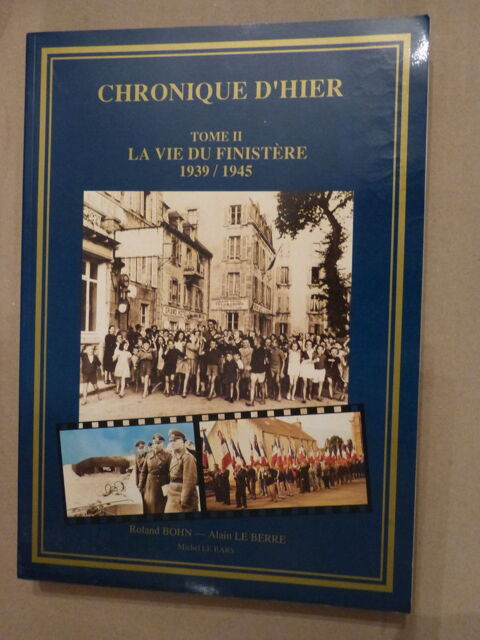 CHRONIQUE D'HIER
TOME II
LA VIE DU FINISTÈRE
1939 / 1945
Roland BOHN — Alain LE BERRE
Michel LE BARS